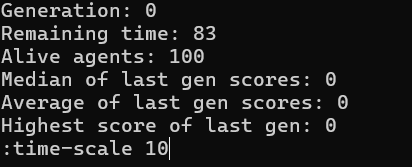 Generation: 0
Remaining time: 83
Alive agents: 100
Median of last gen scores: 0
Average of last gen scores: 0
Highest score of last gen: 0
:time-scale 10